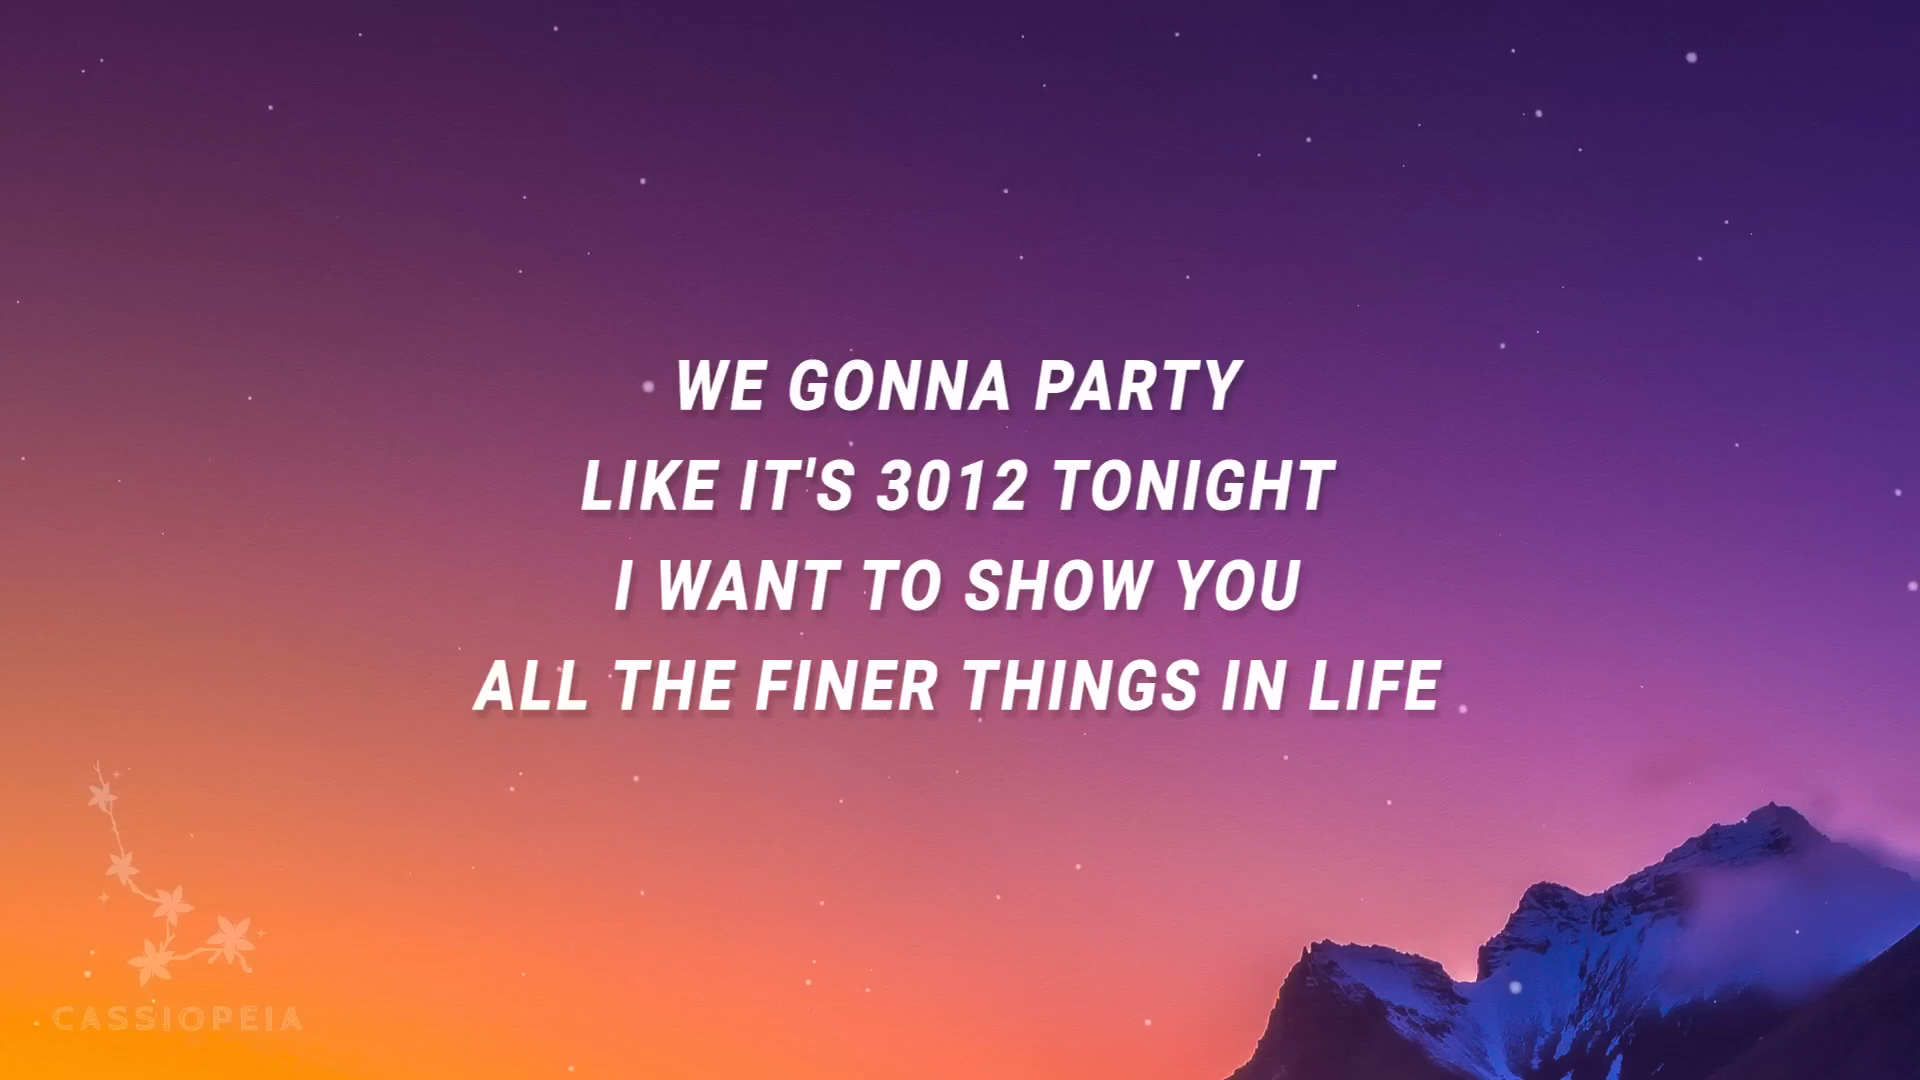 WE GONNA PARTY
LIKE IT'S 3012 TONIGHT
I WANT TO SHOW YOU
ALL THE FINER THINGS IN LIFE
CASSIOPEIA